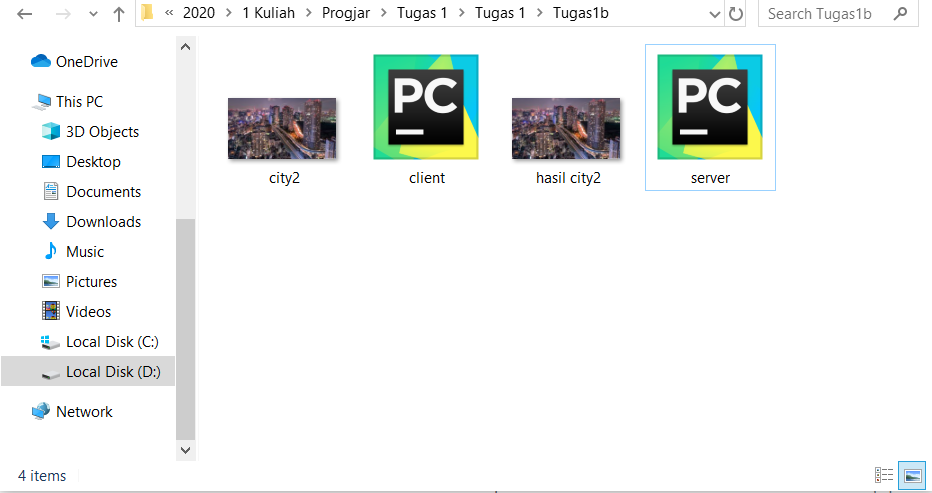 « 2020 > 1 Kuliah > Progjar > Tugas 1 > Tugas 1 > Tugas1b
Search Tugas1b
OneDrive
This PC
3D Objects
Desktop
Documents
Downloads
Music
Pictures
Videos
Local Disk (C:)
Local Disk (D:)
Network
PC
PC
city2
client
hasil city2
server
4 items